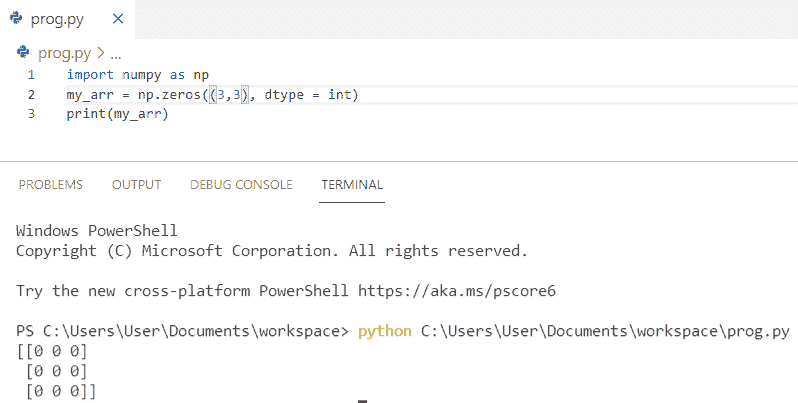 prog.py ×
prog.py > ...
1 import numpy as np
2 my_arr = np.zeros((3,3), dtype = int)
3 print(my_arr)
PROBLEMS OUTPUT DEBUG CONSOLE TERMINAL
Windows PowerShell
Copyright (C) Microsoft Corporation. All rights reserved.
Try the new cross-platform PowerShell https://aka.ms/pscore6
PS C:\Users\User\Documents\workspace> python C:\Users\User\Documents\workspace\prog.py
[[0 0 0]
 [0 0 0]
 [0 0 0]]